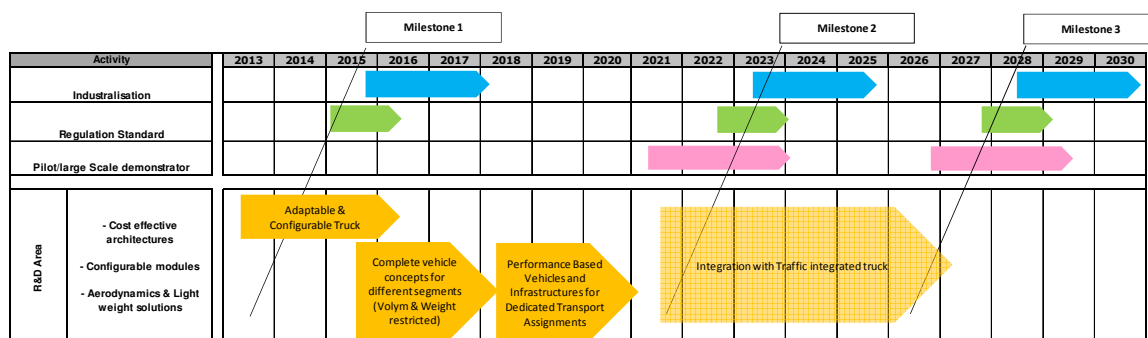 Milestone 1
Milestone 2
Milestone 3
Activity 2013 2014 2015 2016 2017 2018 2019 2020 2021 2022 2023 2024 2025 2026 2027 2028 2029 2030
Industralisation
Regulation Standard
Pilot/large Scale demonstrator
R&D Area
- Cost effective
architectures
- Configurable modules
- Aerodynamics & Light
weight solutions
Adaptable &
Configurable Truck
Complete vehicle
concepts for
different segments
(Volym & Weight
restricted)
Performance Based
Vehicles and
Infrastructures for
Dedicated Transport
Assignments
Integration with Traffic integrated truck